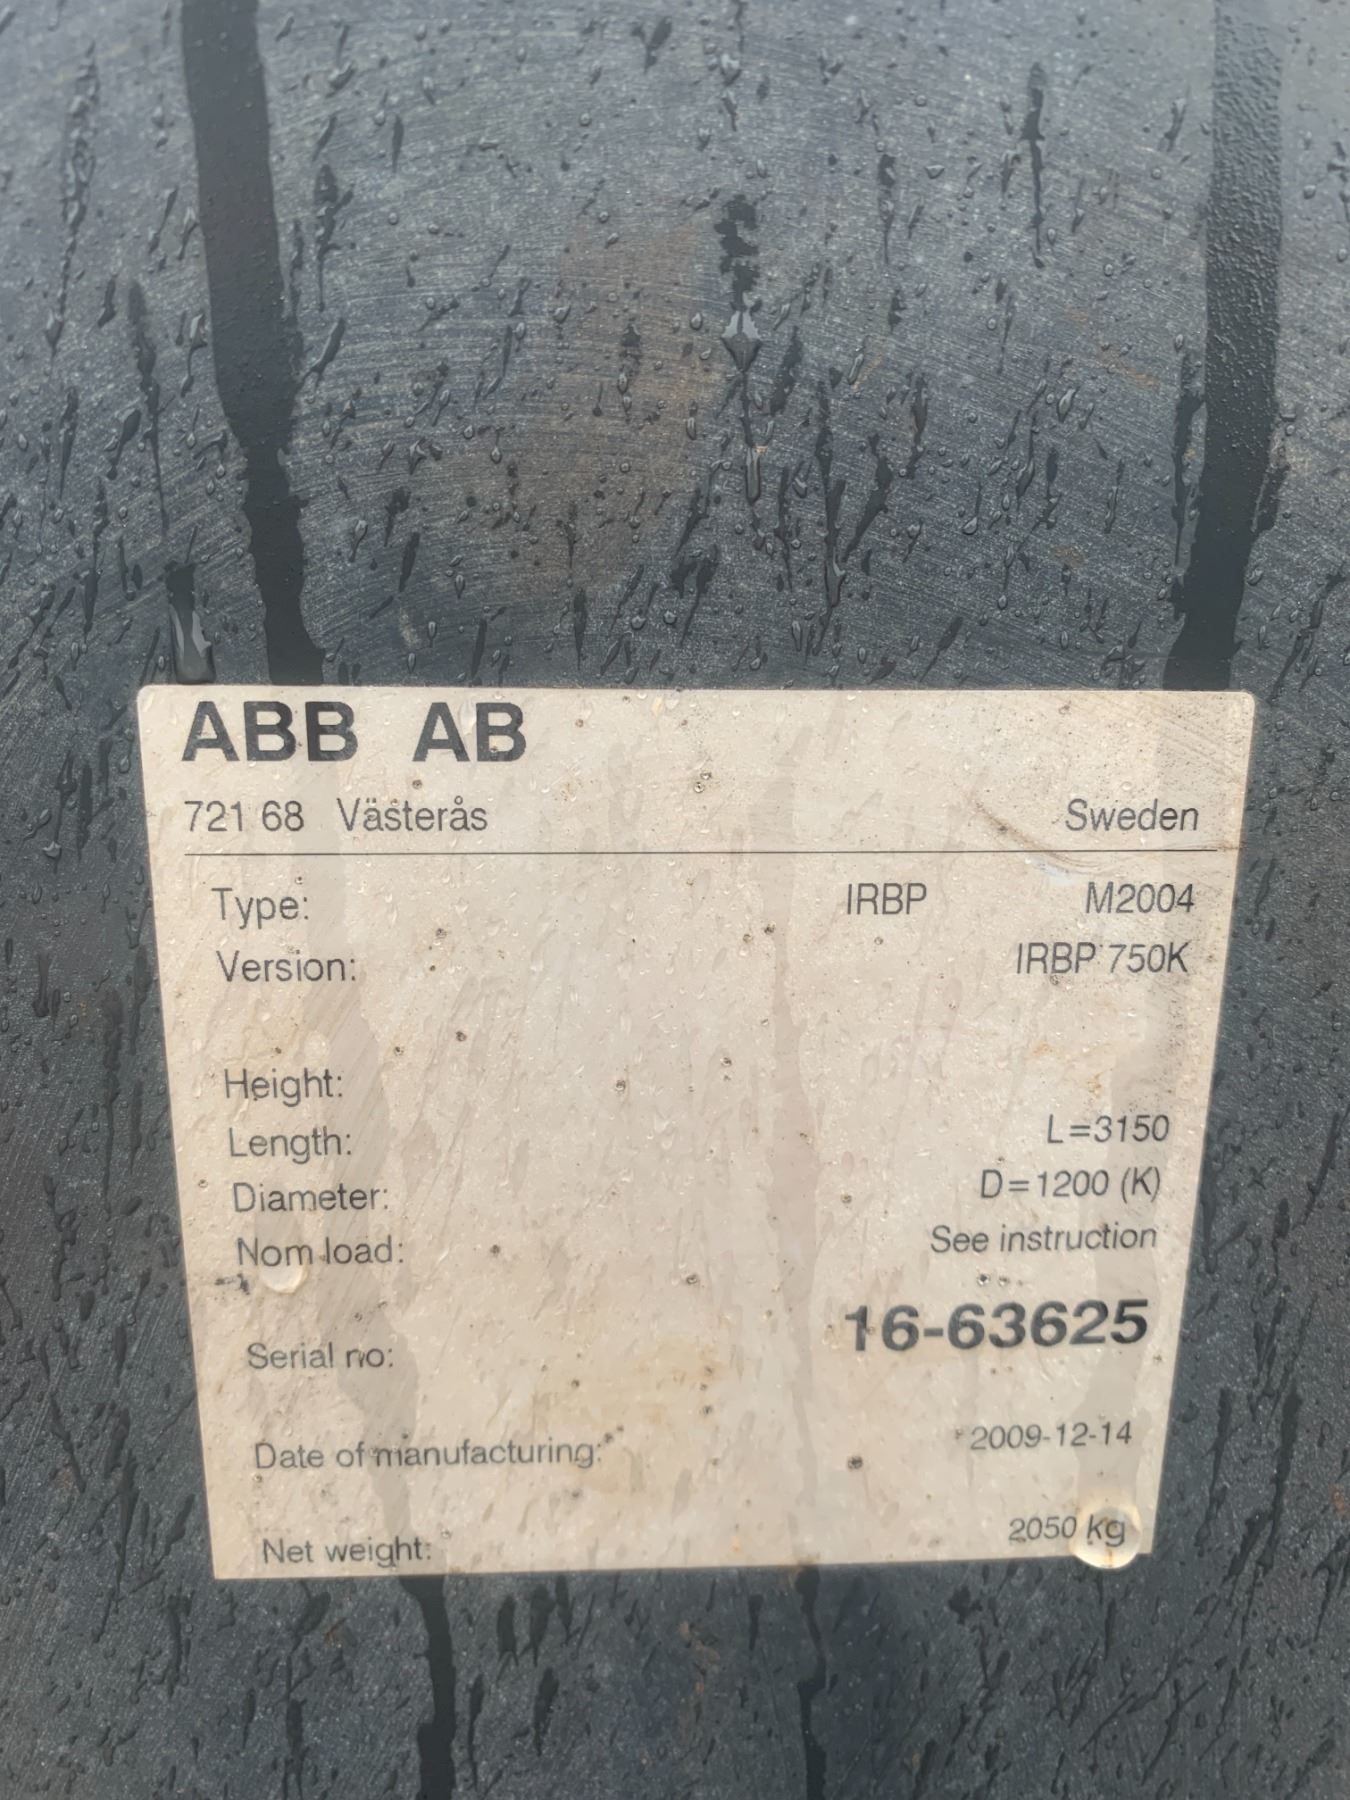 ABB AB
721 68 Västerås Sweden
Type: IRBP M2004
Version: IRBP 750K
Height:
Length: L=3150
Diameter: D=1200 (K)
Nom load: See instruction
Serial no: 16-63625
Date of manufacturing: 2009-12-14
Net weight: 2050 kg